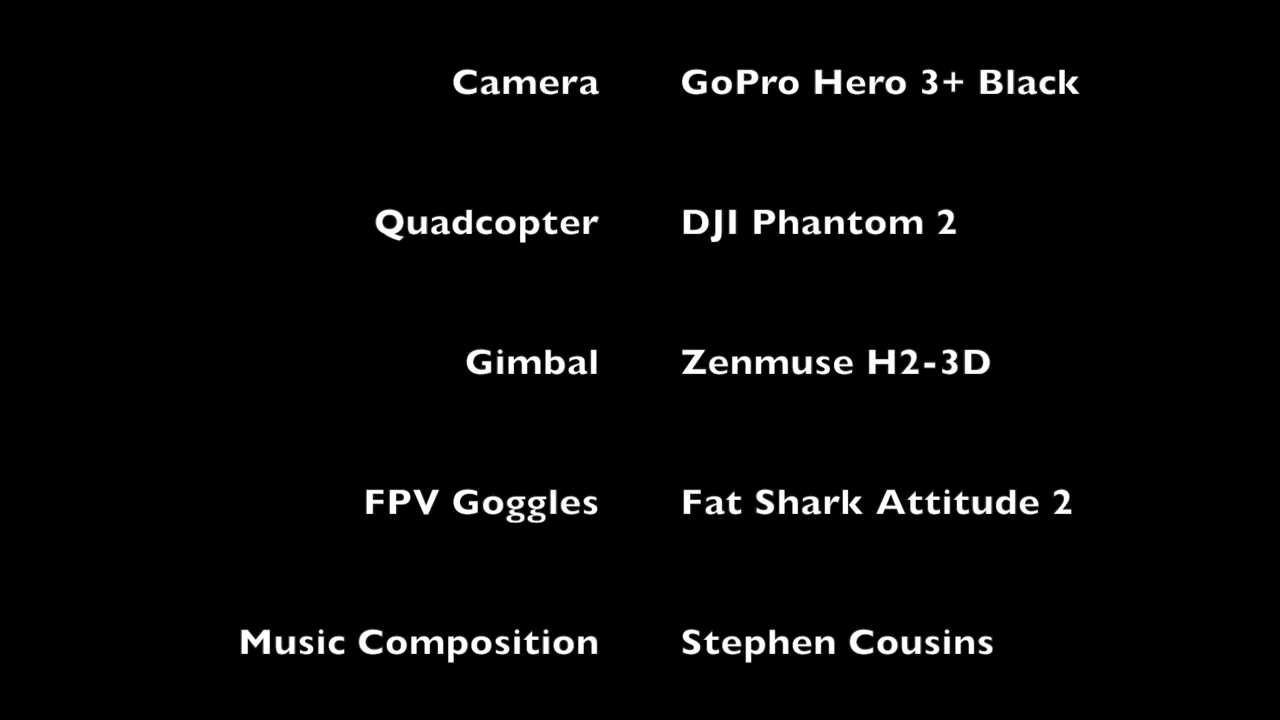 Camera GoPro Hero 3+ Black
Quadcopter DJI Phantom 2
Gimbal Zenmuse H2-3D
FPV Goggles Fat Shark Attitude 2
Music Composition Stephen Cousins